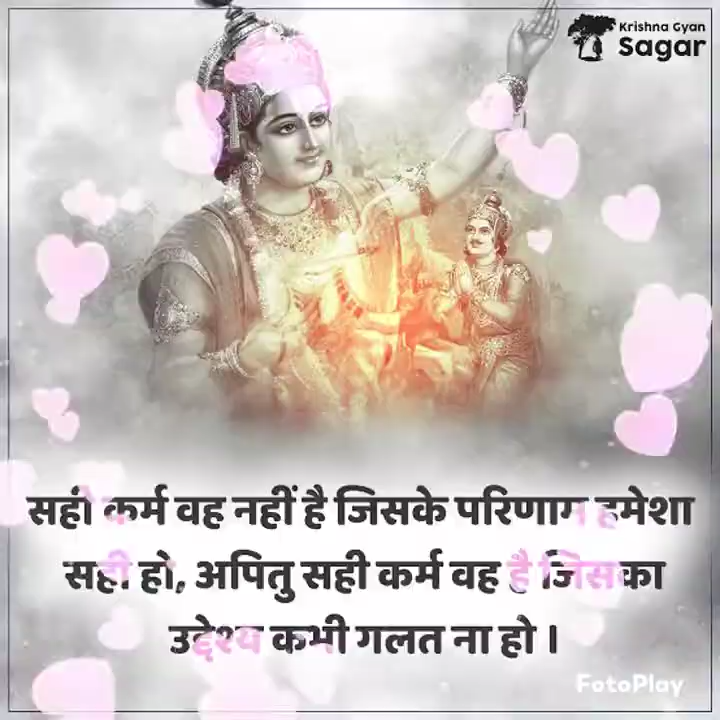 Krishna Gyan
Sagar
सही कर्म वह नहीं है जिसके परिणाम हमेशा
सही हो, अपितु सही कर्म वह है जिसका
उद्देश्य कभी गलत ना हो ।
FotoPlay